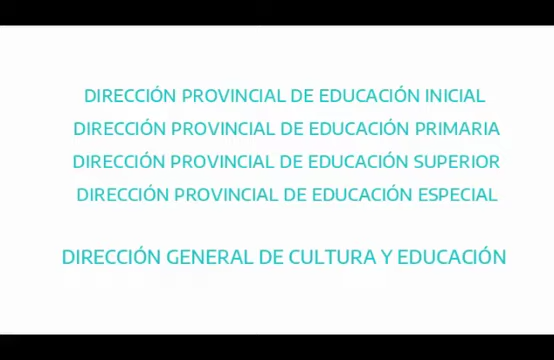 DIRECCIÓN PROVINCIAL DE EDUCACIÓN INICIAL
DIRECCIÓN PROVINCIAL DE EDUCACIÓN PRIMARIA
DIRECCIÓN PROVINCIAL DE EDUCACIÓN SUPERIOR
DIRECCIÓN PROVINCIAL DE EDUCACIÓN ESPECIAL
DIRECCIÓN GENERAL DE CULTURA Y EDUCACIÓN